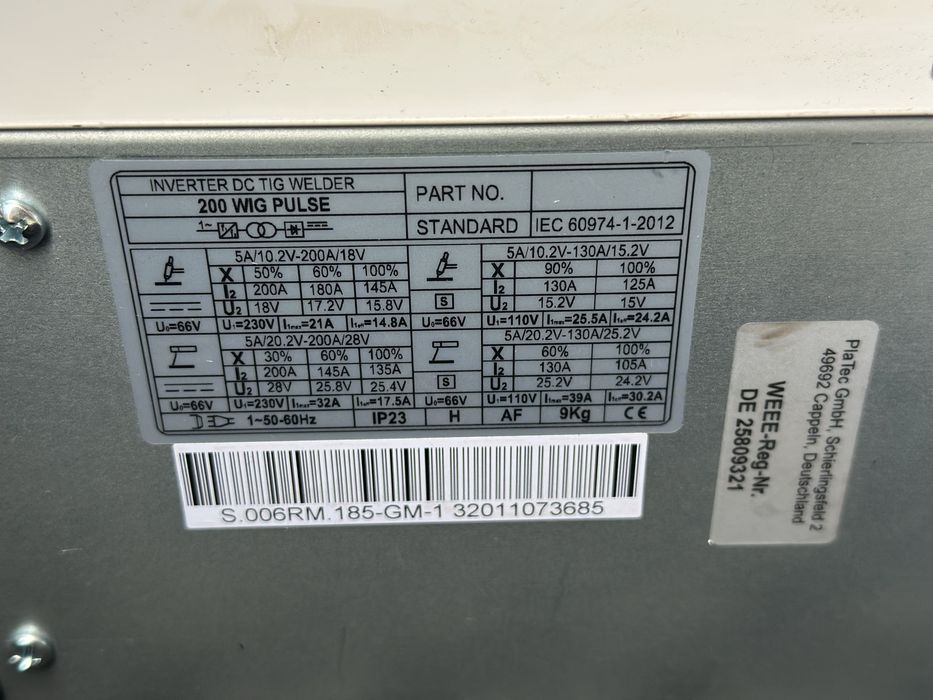 INVERTER DC TIG WELDER
200 WIG PULSE
1~
PART NO.
STANDARD IEC 60974-1-2012
5A/10.2V-200A/18V
X 50% 60% 100%
I2 200A 180A 145A
U2 18V 17.2V 15.8V
U0=66V U1=230V I1max=21A I1eff=14.8A
5A/10.2V-130A/15.2V
X 90% 100%
I2 130A 125A
S U2 15.2V 15V
U0=66V U1=110V I1max=25.5A I1eff=24.2A
5A/20.2V-200A/28V
X 30% 60% 100%
I2 200A 145A 135A
U2 28V 25.8V 25.4V
U0=66V U1=230V I1max=32A I1eff=17.5A
5A/20.2V-130A/25.2V
X 60% 100%
I2 130A 105A
S U2 25.2V 24.2V
U0=66V U1=110V I1max=39A I1eff=30.2A
1~50-60Hz IP23 H AF 9Kg CE
S.006RM.185-GM-1 32011073685
PlaTec GmbH, Schierlingsfeld 2
49692 Cappeln, Deutschland
WEEE-Reg-Nr.
DE 25809321